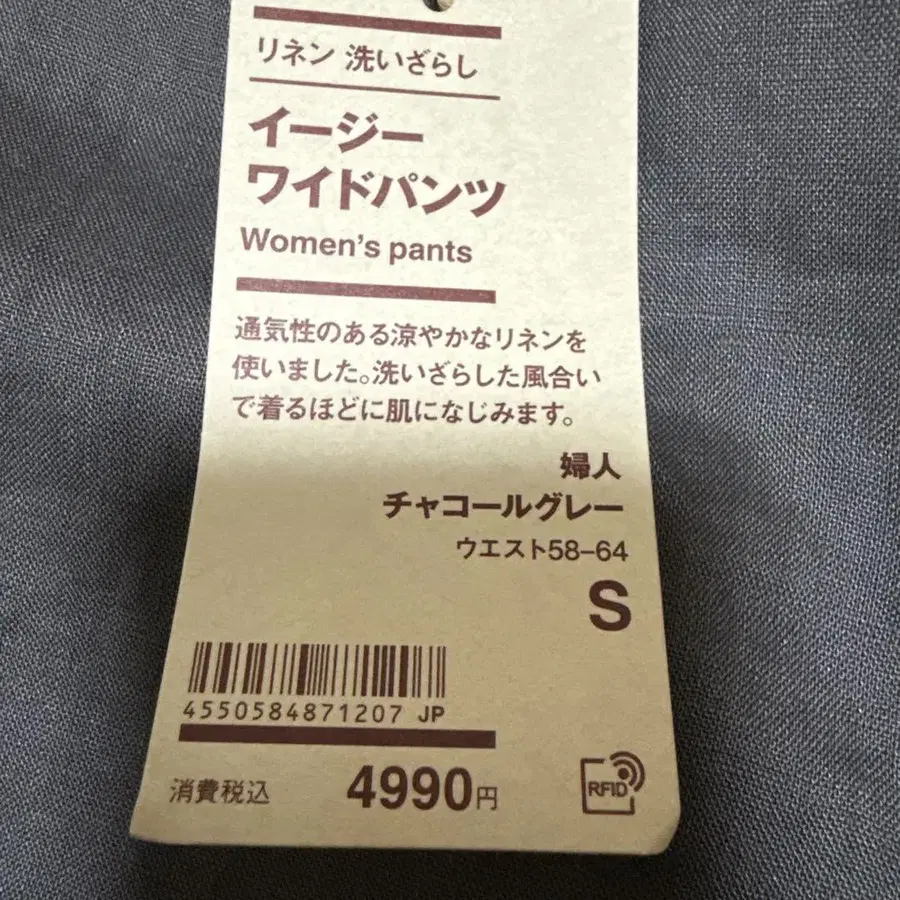 リネン 洗いざらし
イージー
ワイドパンツ
Women's pants
通気性のある涼やかなリネンを
使いました。洗いざらした風合い
で着るほどに肌になじみます。
婦人
チャコールグレー
ウエスト58-64
S
4550584871207 JP
消費税込 4990円
RFID